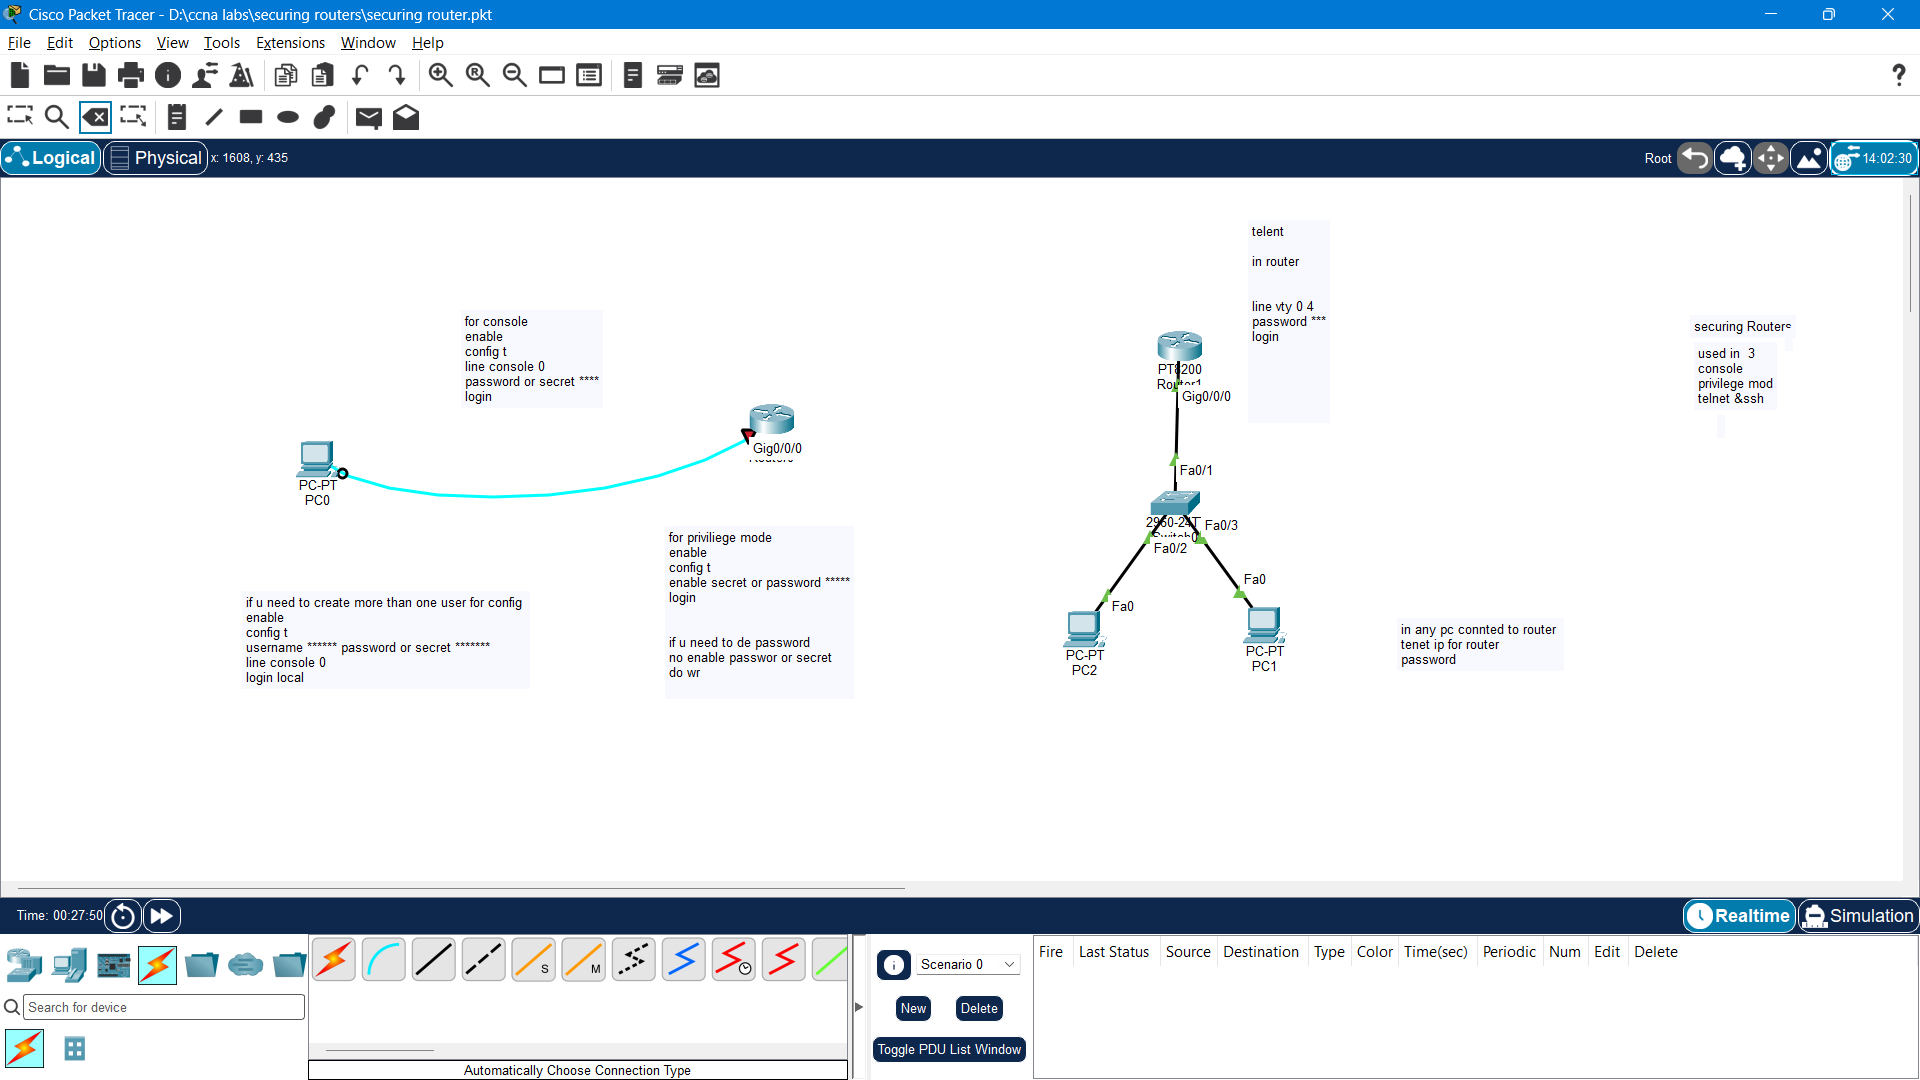 Cisco Packet Tracer - D:\ccna labs\securing routers\securing router.pkt
File Edit Options View Tools Extensions Window Help
Logical Physical x: 1608, y: 435 Root 14:02:30
telent
in router
line vty 0 4
password ***
login
for console
enable
config t
line console 0
password or secret ****
login
securing Routers
used in 3
console
privilege mod
telnet &ssh
PT8200
Router1
Gig0/0/0
Gig0/0/0
PC-PT
PC0
Fa0/1
2960-24T
Switch0
Fa0/3
Fa0/2
for priviliege mode
enable
config t
enable secret or password *****
login
if u need to de password
no enable passwor or secret
do wr
if u need to create more than one user for config
enable
config t
username ****** password or secret *******
line console 0
login local
Fa0
Fa0
PC-PT
PC2
PC-PT
PC1
in any pc connted to router
tenet ip for router
password
Time: 00:27:50 Realtime Simulation
S
M
Search for device
Automatically Choose Connection Type
Scenario 0
New Delete
Toggle PDU List Window
Fire Last Status Source Destination Type Color Time(sec) Periodic Num Edit Delete